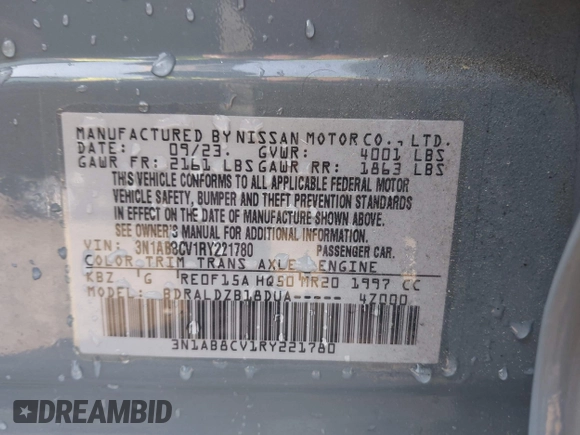 MANUFACTURED BY NISSAN MOTOR CO., LTD.
DATE: 09/23. GVWR: 4001 LBS
GAWR FR: 2161 LBS GAWR RR: 1863 LBS
THIS VEHICLE CONFORMS TO ALL APPLICABLE FEDERAL MOTOR
VEHICLE SAFETY, BUMPER AND THEFT PREVENTION STANDARDS
IN EFFECT ON THE DATE OF MANUFACTURE SHOWN ABOVE.
SEE OWNER'S MANUAL FOR ADDITIONAL INFORMATION
VIN: 3N1AB8CV1RY221780 PASSENGER CAR.
COLOR TRIM TRANS AXLE ENGINE
KBZ G RE0F15A HQ50 MR20 1997 CC
MODEL: BDRALDZB18DUA----- 4Z000
3N1AB8CV1RY221780
DREAMBID